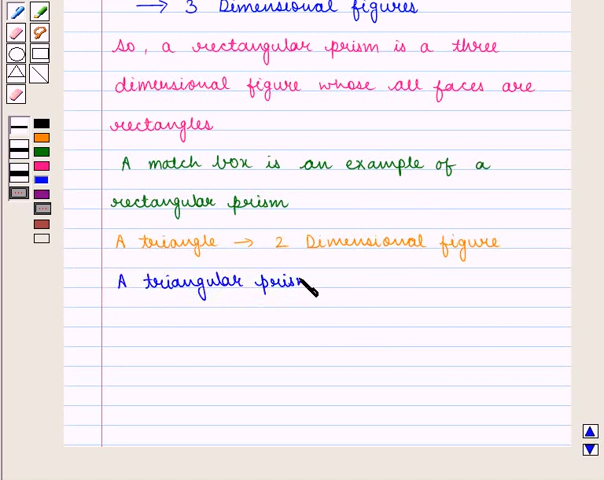 → 3 Dimensional figures
So, a rectangular prism is a three
dimensional figure whose all faces are
rectangles
A match box is an example of a
rectangular prism
A triangle → 2 Dimensional figure
A triangular prism